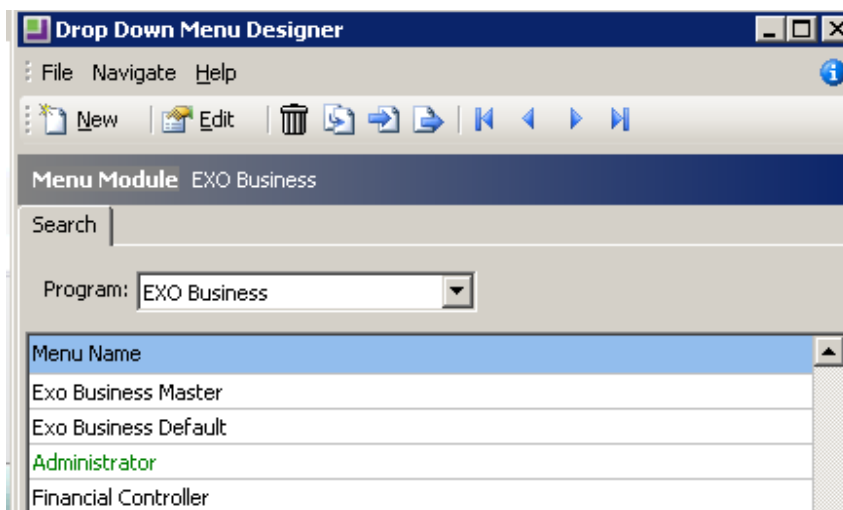 Drop Down Menu Designer
File Navigate Help
New Edit
Menu Module EXO Business
Search
Program: EXO Business
Menu Name
Exo Business Master
Exo Business Default
Administrator
Financial Controller